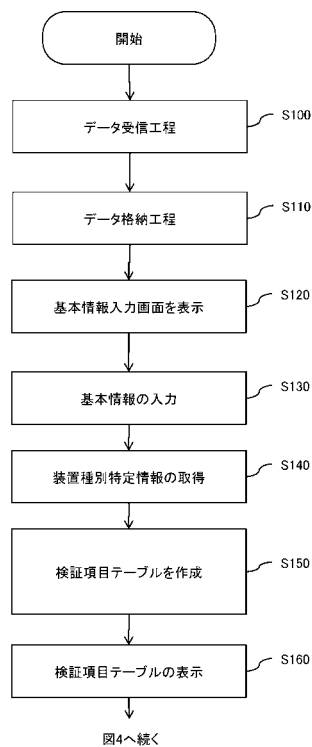 開始
データ受信工程
S100
データ格納工程
S110
基本情報入力画面を表示
S120
基本情報の入力
S130
装置種別特定情報の取得
S140
検証項目テーブルを作成
S150
検証項目テーブルの表示
S160
図4へ続く